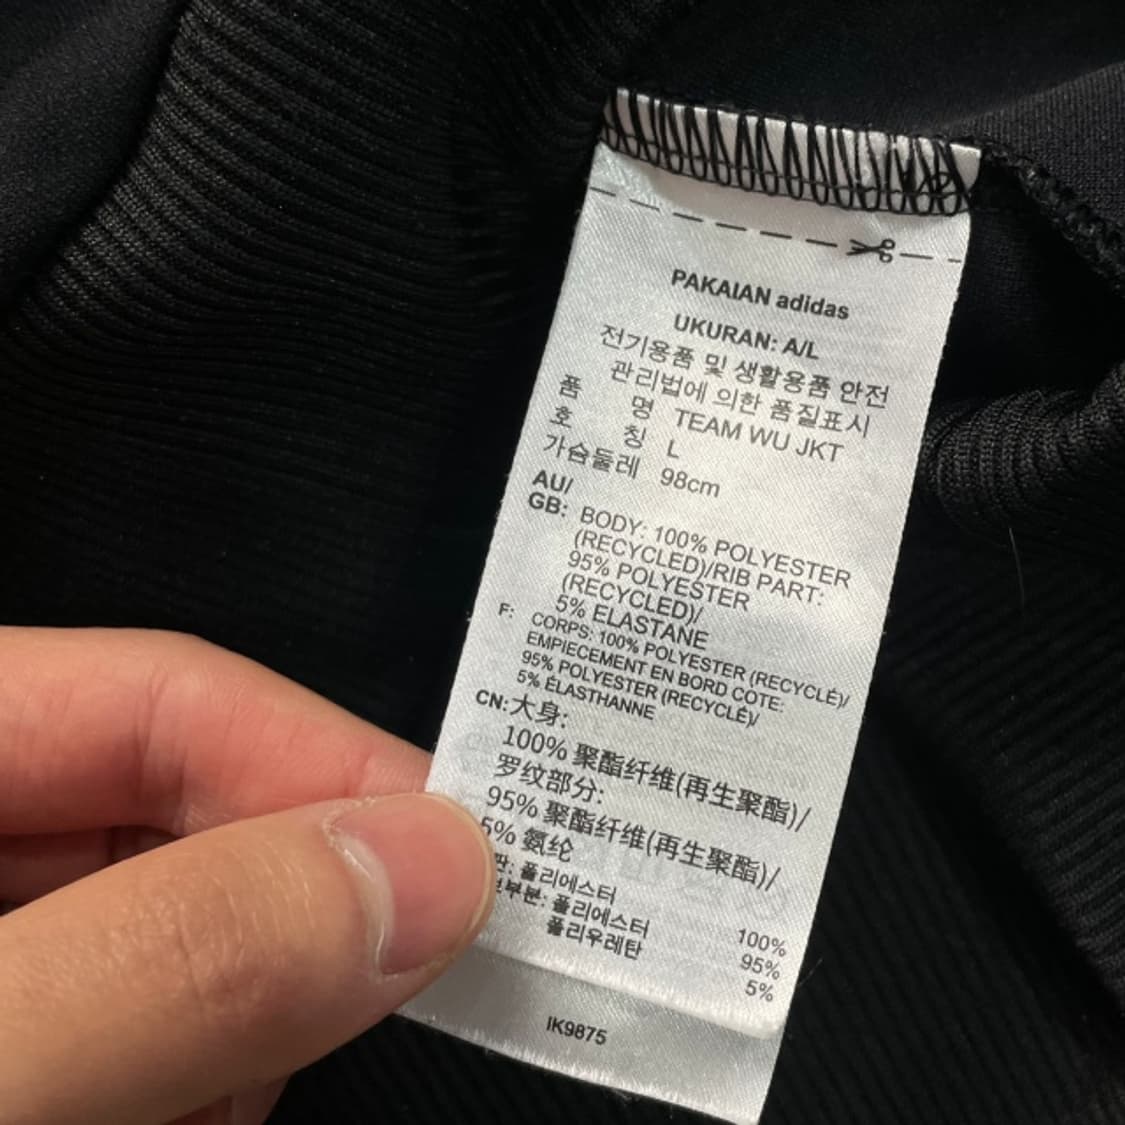 PAKAIAN adidas
UKURAN: A/L
전기용품 및 생활용품 안전
관리법에 의한 품질표시
품 명 TEAM WU JKT
호 칭 L
가슴둘레 98cm
AU/
GB: BODY: 100% POLYESTER
(RECYCLED)/RIB PART:
95% POLYESTER
(RECYCLED)/
5% ELASTANE
F: CORPS: 100% POLYESTER (RECYCLÉ)/
EMPIECEMENT EN BORD COTE:
95% POLYESTER (RECYCLÉ)/
5% ÉLASTHANNE
CN: 大身:
100% 聚酯纤维(再生聚酯)/
罗纹部分:
95% 聚酯纤维(再生聚酯)/
5% 氨纶
폴리에스터 100%
폴리에스터 95%
폴리우레탄 5%
IK9875